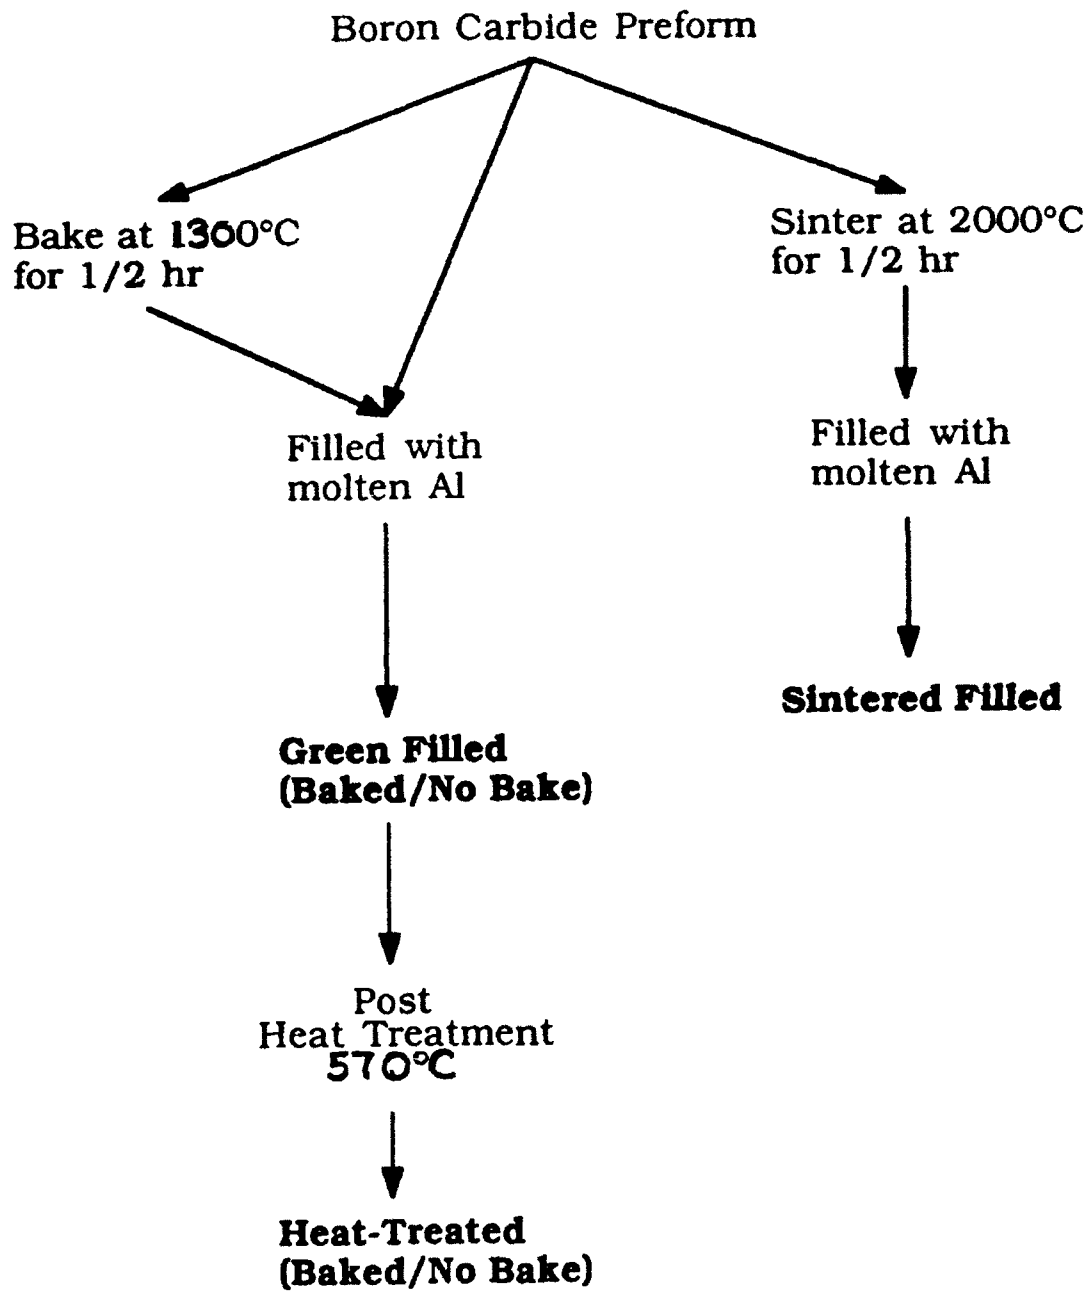 Boron Carbide Preform
Bake at 1300°C
for 1/2 hr
Sinter at 2000°C
for 1/2 hr
Filled with
molten Al
Filled with
molten Al
Sintered Filled
Green Filled
(Baked/No Bake)
Post
Heat Treatment
570°C
Heat-Treated
(Baked/No Bake)